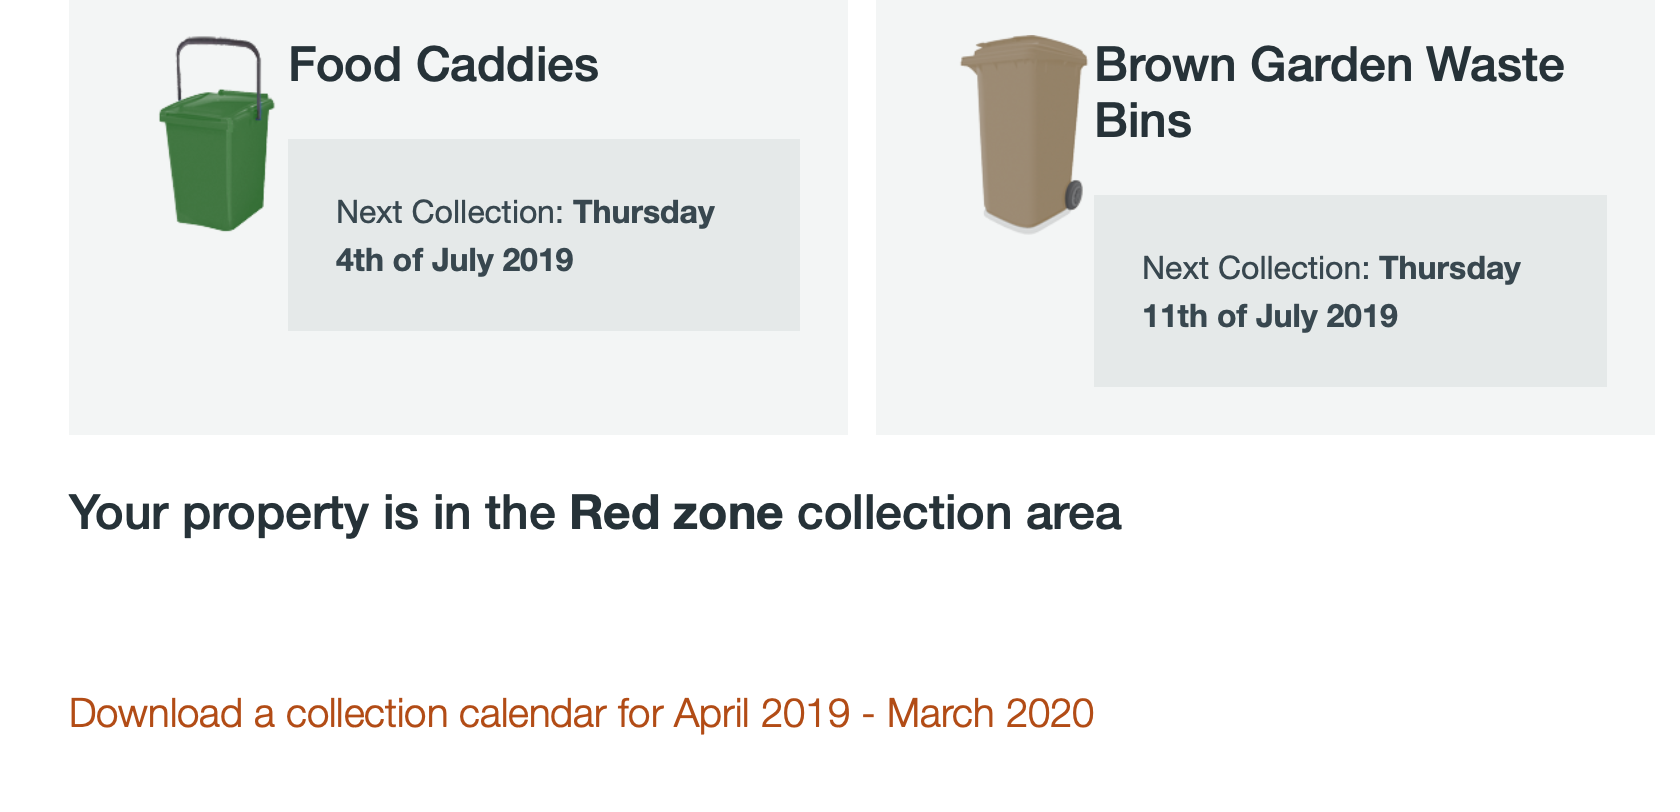 Food Caddies
Next Collection: Thursday
4th of July 2019
Brown Garden Waste
Bins
Next Collection: Thursday
11th of July 2019
Your property is in the Red zone collection area
Download a collection calendar for April 2019 - March 2020